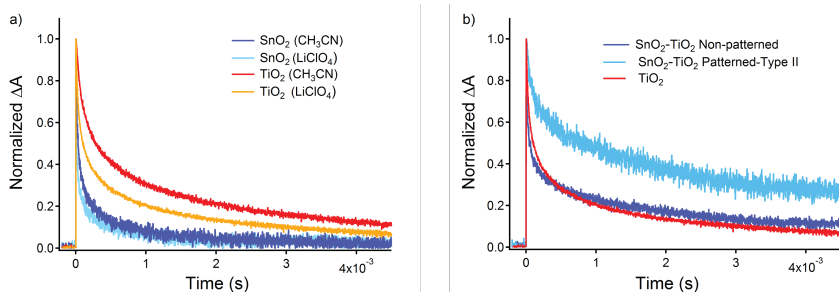 a)
SnO₂ (CH₃CN)
SnO₂ (LiClO₄)
TiO₂ (CH₃CN)
TiO₂ (LiClO₄)
Normalized ΔA
1.0
0.8
0.6
0.4
0.2
0.0
0
1
2
3
4x10⁻³
Time (s)
b)
SnO₂-TiO₂ Non-patterned
SnO₂-TiO₂ Patterned-Type II
TiO₂
Normalized ΔA
1.0
0.8
0.6
0.4
0.2
0.0
0
1
2
3
4x10⁻³
Time (s)